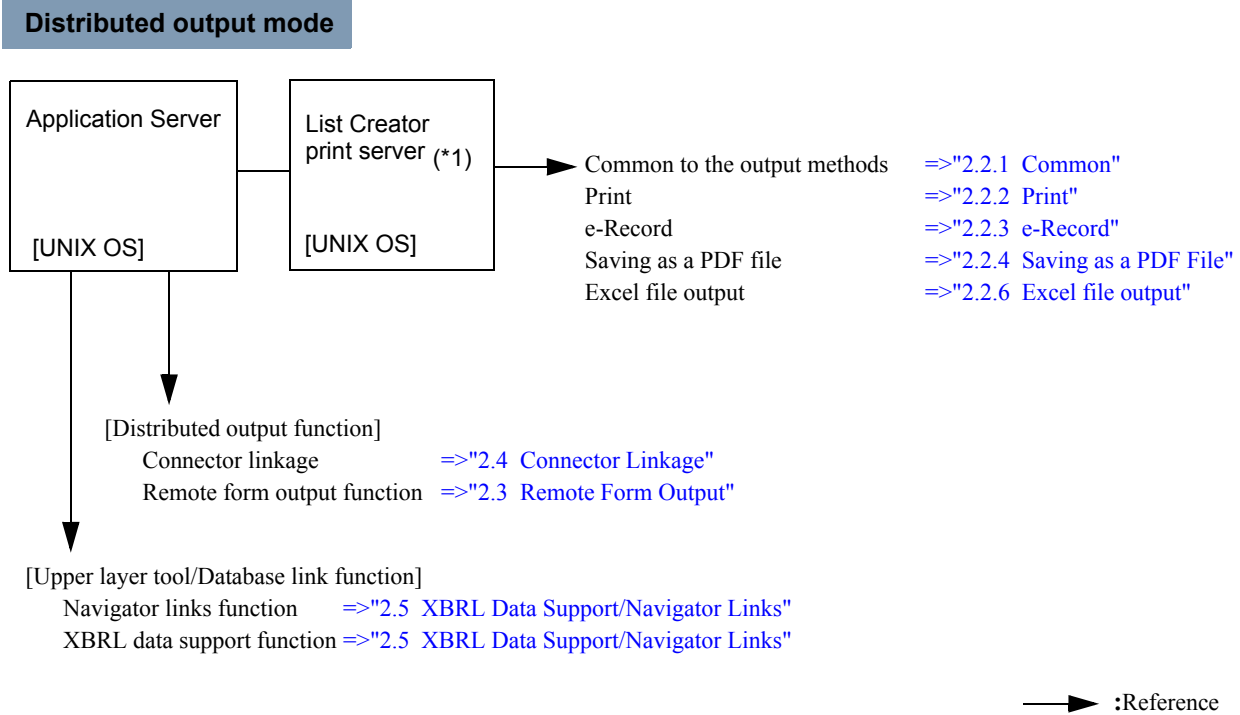 Distributed output mode
Application Server
[UNIX OS]
List Creator
print server (*1)
[UNIX OS]
Common to the output methods =>"2.2.1 Common"
Print =>"2.2.2 Print"
e-Record =>"2.2.3 e-Record"
Saving as a PDF file =>"2.2.4 Saving as a PDF File"
Excel file output =>"2.2.6 Excel file output"
[Distributed output function]
Connector linkage =>"2.4 Connector Linkage"
Remote form output function =>"2.3 Remote Form Output"
[Upper layer tool/Database link function]
Navigator links function =>"2.5 XBRL Data Support/Navigator Links"
XBRL data support function =>"2.5 XBRL Data Support/Navigator Links"
:Reference